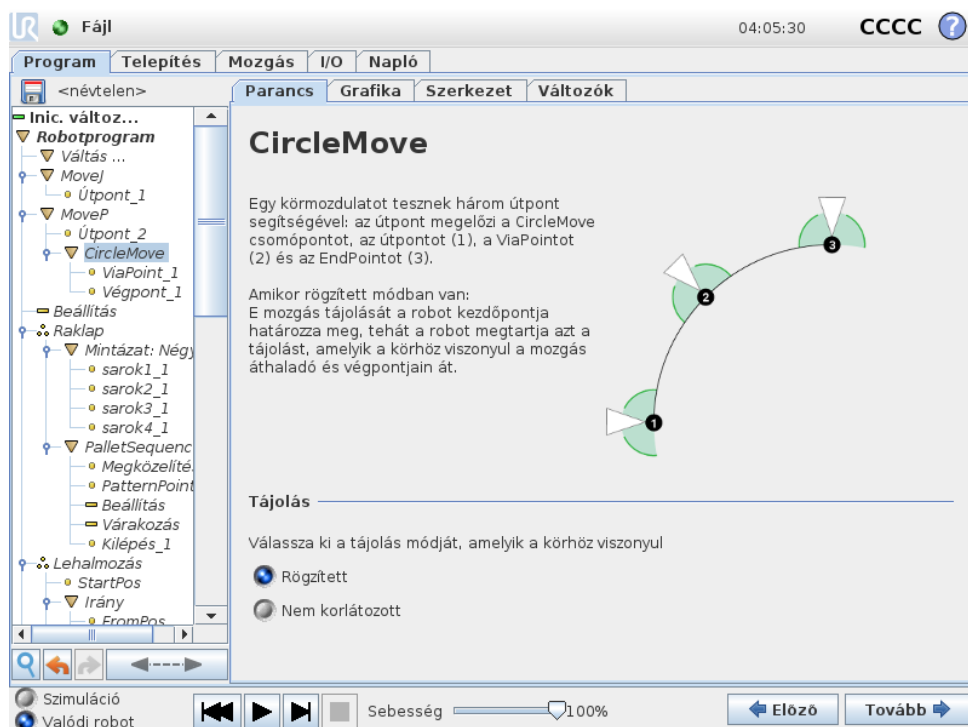 UR Fájl 04:05:30 CCCC ?
Program Telepítés Mozgás I/O Napló
<névtelen>
Parancs Grafika Szerkezet Változók
Inic. változ...
Robotprogram
Váltás ...
MoveJ
Útpont_1
MoveP
Útpont_2
CircleMove
ViaPoint_1
Végpont_1
Beállítás
Raklap
Mintázat: Négy
sarok1_1
sarok2_1
sarok3_1
sarok4_1
PalletSequenc
Megközelíté
PatternPoint
Beállítás
Várakozás
Kilépés_1
Lehalmozás
StartPos
Irány
FromPos
CircleMove
Egy körmozdulatot tesznek három útpont
segítségével: az útpont megelőzi a CircleMove
csomópontot, az útpontot (1), a ViaPointot
(2) és az EndPointot (3).
Amikor rögzített módban van:
E mozgás tájolását a robot kezdőpontja
határozza meg, tehát a robot megtartja azt a
tájolást, amelyik a körhöz viszonyul a mozgás
áthaladó és végpontjain át.
3
2
1
Tájolás
Válassza ki a tájolás módját, amelyik a körhöz viszonyul
Rögzített
Nem korlátozott
Szimuláció
Valódi robot
Sebesség 100%
Előző Tovább